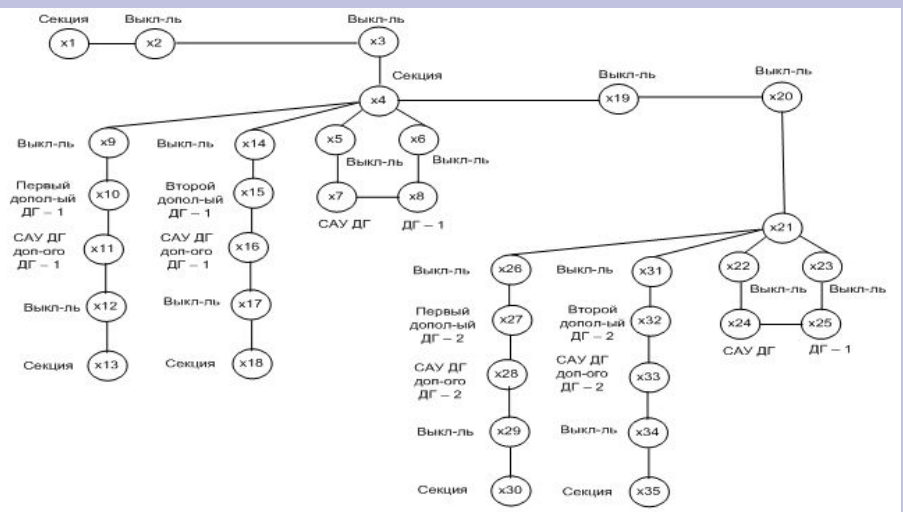 Секция
Выкл-ль
Выкл-ль
x1
x2
x3
Секция
Выкл-ль
Выкл-ль
x4
x19
x20
Выкл-ль
x9
Выкл-ль
x14
x5
x6
Выкл-ль
Выкл-ль
Первый
допол-ый
ДГ – 1
x10
Второй
допол-ый
ДГ – 1
x15
x7
x8
САУ ДГ
ДГ – 1
САУ ДГ
доп-ого
ДГ – 1
x11
САУ ДГ
доп-ого
ДГ – 1
x16
Выкл-ль
x12
Выкл-ль
x17
Секция
x13
Секция
x18
x21
Выкл-ль
x26
Выкл-ль
x31
x22
x23
Выкл-ль
Выкл-ль
Первый
допол-ый
ДГ – 2
x27
Второй
допол-ый
ДГ – 2
x32
x24
x25
САУ ДГ
ДГ – 1
САУ ДГ
доп-ого
ДГ – 2
x28
САУ ДГ
доп-ого
ДГ – 2
x33
Выкл-ль
x29
Выкл-ль
x34
Секция
x30
Секция
x35